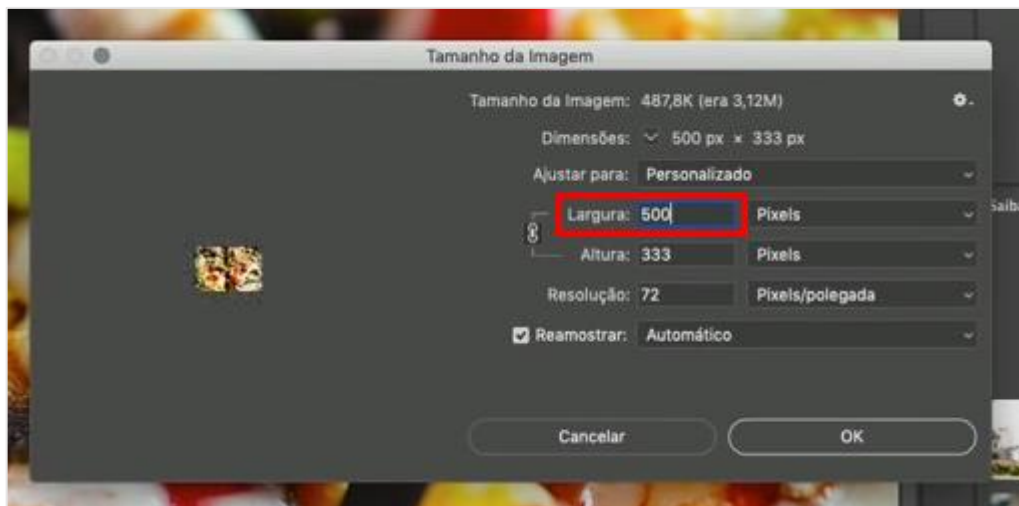 Tamanho da Imagem
Tamanho da Imagem: 487,8K (era 3,12M)
Dimensões: 500 px × 333 px
Ajustar para: Personalizado
Largura: 500 Pixels
Altura: 333 Pixels
Resolução: 72 Pixels/polegada
Reamostrar: Automático
Cancelar OK